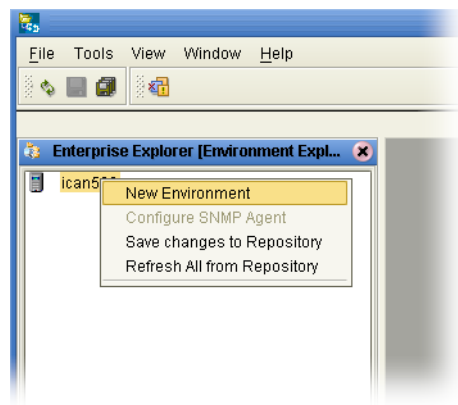 File Tools View Window Help
Enterprise Explorer [Environment Expl...
New Environment
Configure SNMP Agent
Save changes to Repository
Refresh All from Repository